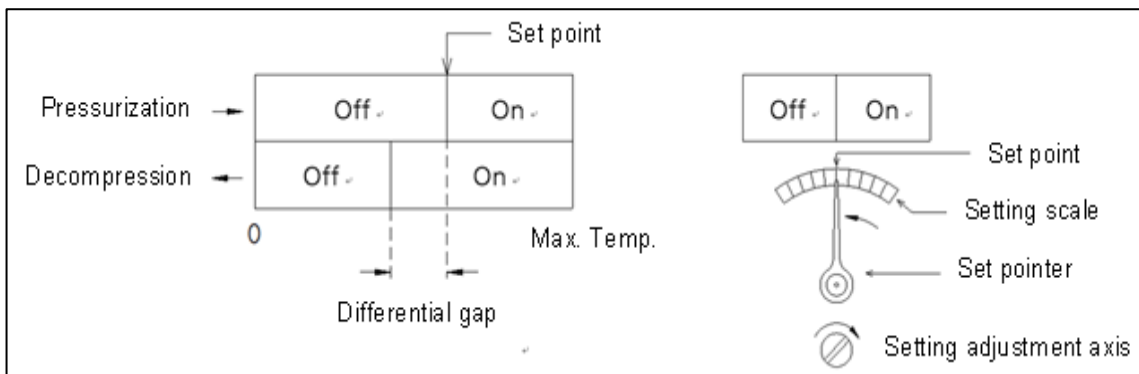 Set point
Pressurization
Off
On
Decompression
Off
On
0
Max. Temp.
Differential gap
Off
On
Set point
Setting scale
Set pointer
Setting adjustment axis